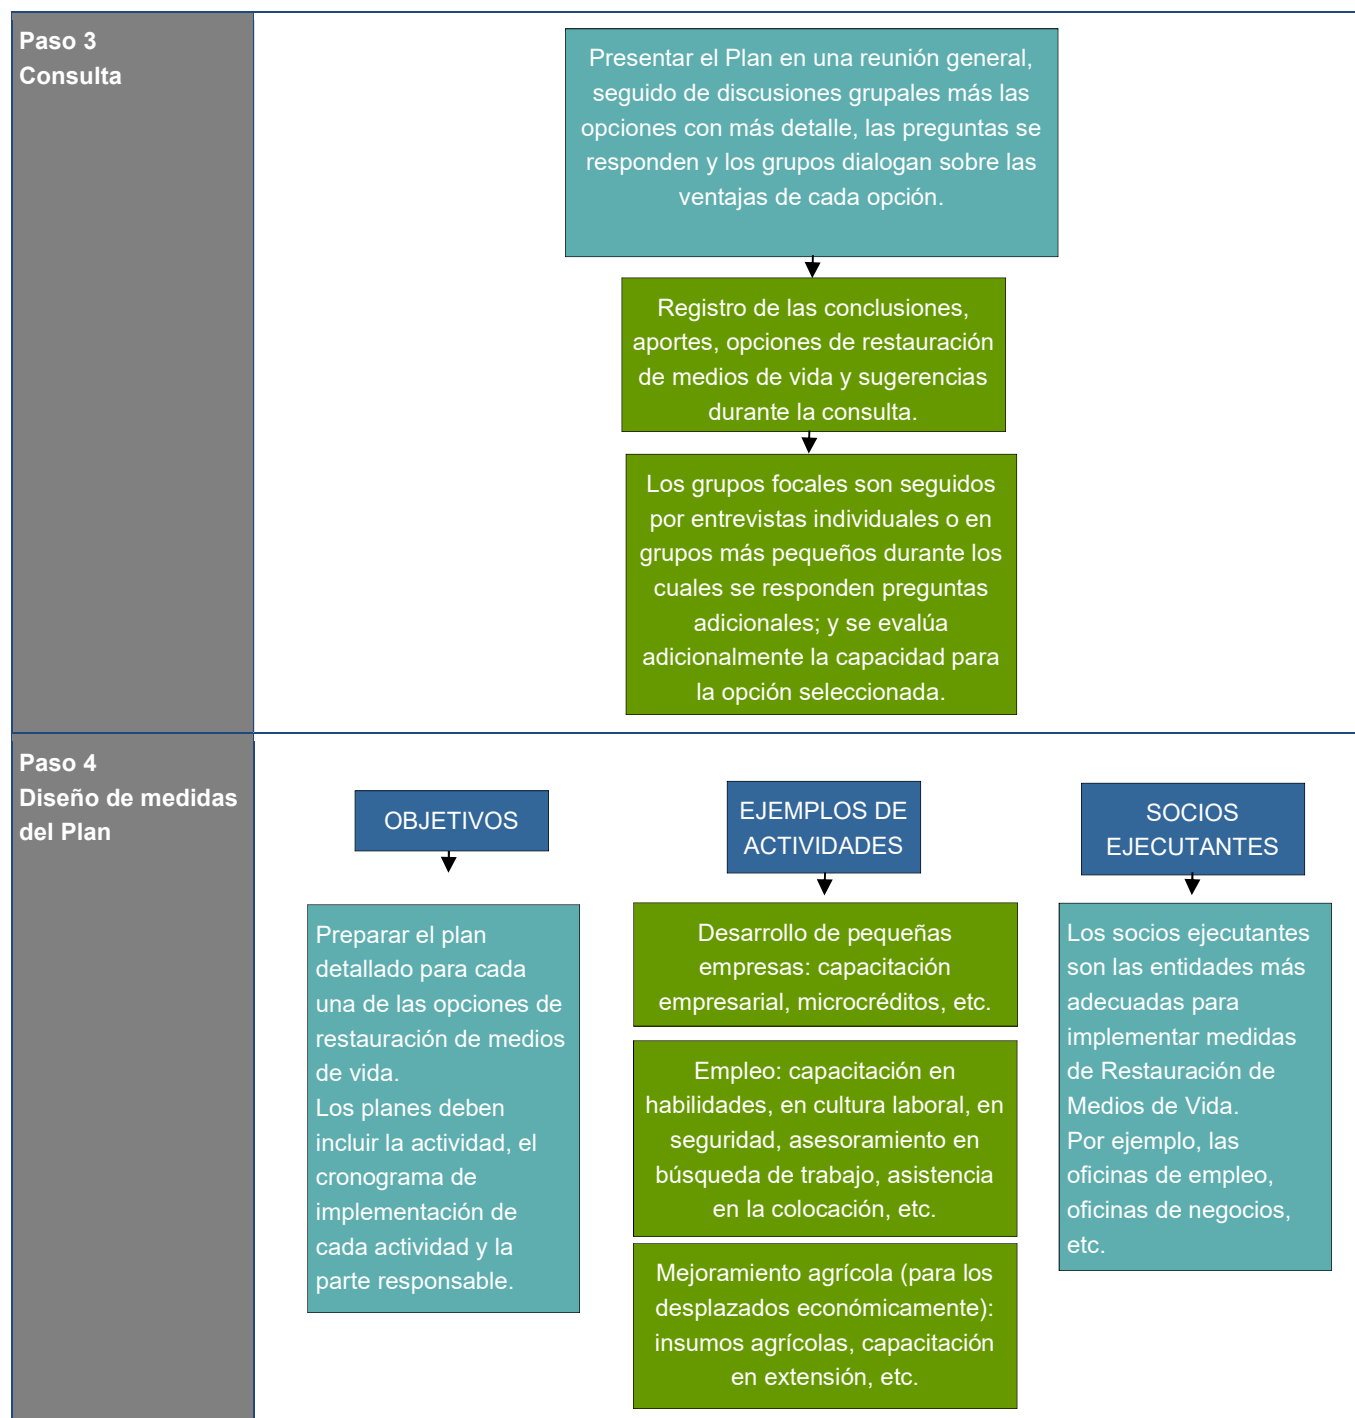 Paso 3
Consulta
Presentar el Plan en una reunión general,
seguido de discusiones grupales más las
opciones con más detalle, las preguntas se
responden y los grupos dialogan sobre las
ventajas de cada opción.
Registro de las conclusiones,
aportes, opciones de restauración
de medios de vida y sugerencias
durante la consulta.
Los grupos focales son seguidos
por entrevistas individuales o en
grupos más pequeños durante los
cuales se responden preguntas
adicionales; y se evalúa
adicionalmente la capacidad para
la opción seleccionada.
Paso 4
Diseño de medidas
del Plan
OBJETIVOS
Preparar el plan
detallado para cada
una de las opciones de
restauración de medios
de vida.
Los planes deben
incluir la actividad, el
cronograma de
implementación de
cada actividad y la
parte responsable.
EJEMPLOS DE
ACTIVIDADES
Desarrollo de pequeñas
empresas: capacitación
empresarial, microcréditos, etc.
Empleo: capacitación en
habilidades, en cultura laboral, en
seguridad, asesoramiento en
búsqueda de trabajo, asistencia
en la colocación, etc.
Mejoramiento agrícola (para los
desplazados económicamente):
insumos agrícolas, capacitación
en extensión, etc.
SOCIOS
EJECUTANTES
Los socios ejecutantes
son las entidades más
adecuadas para
implementar medidas
de Restauración de
Medios de Vida.
Por ejemplo, las
oficinas de empleo,
oficinas de negocios,
etc.